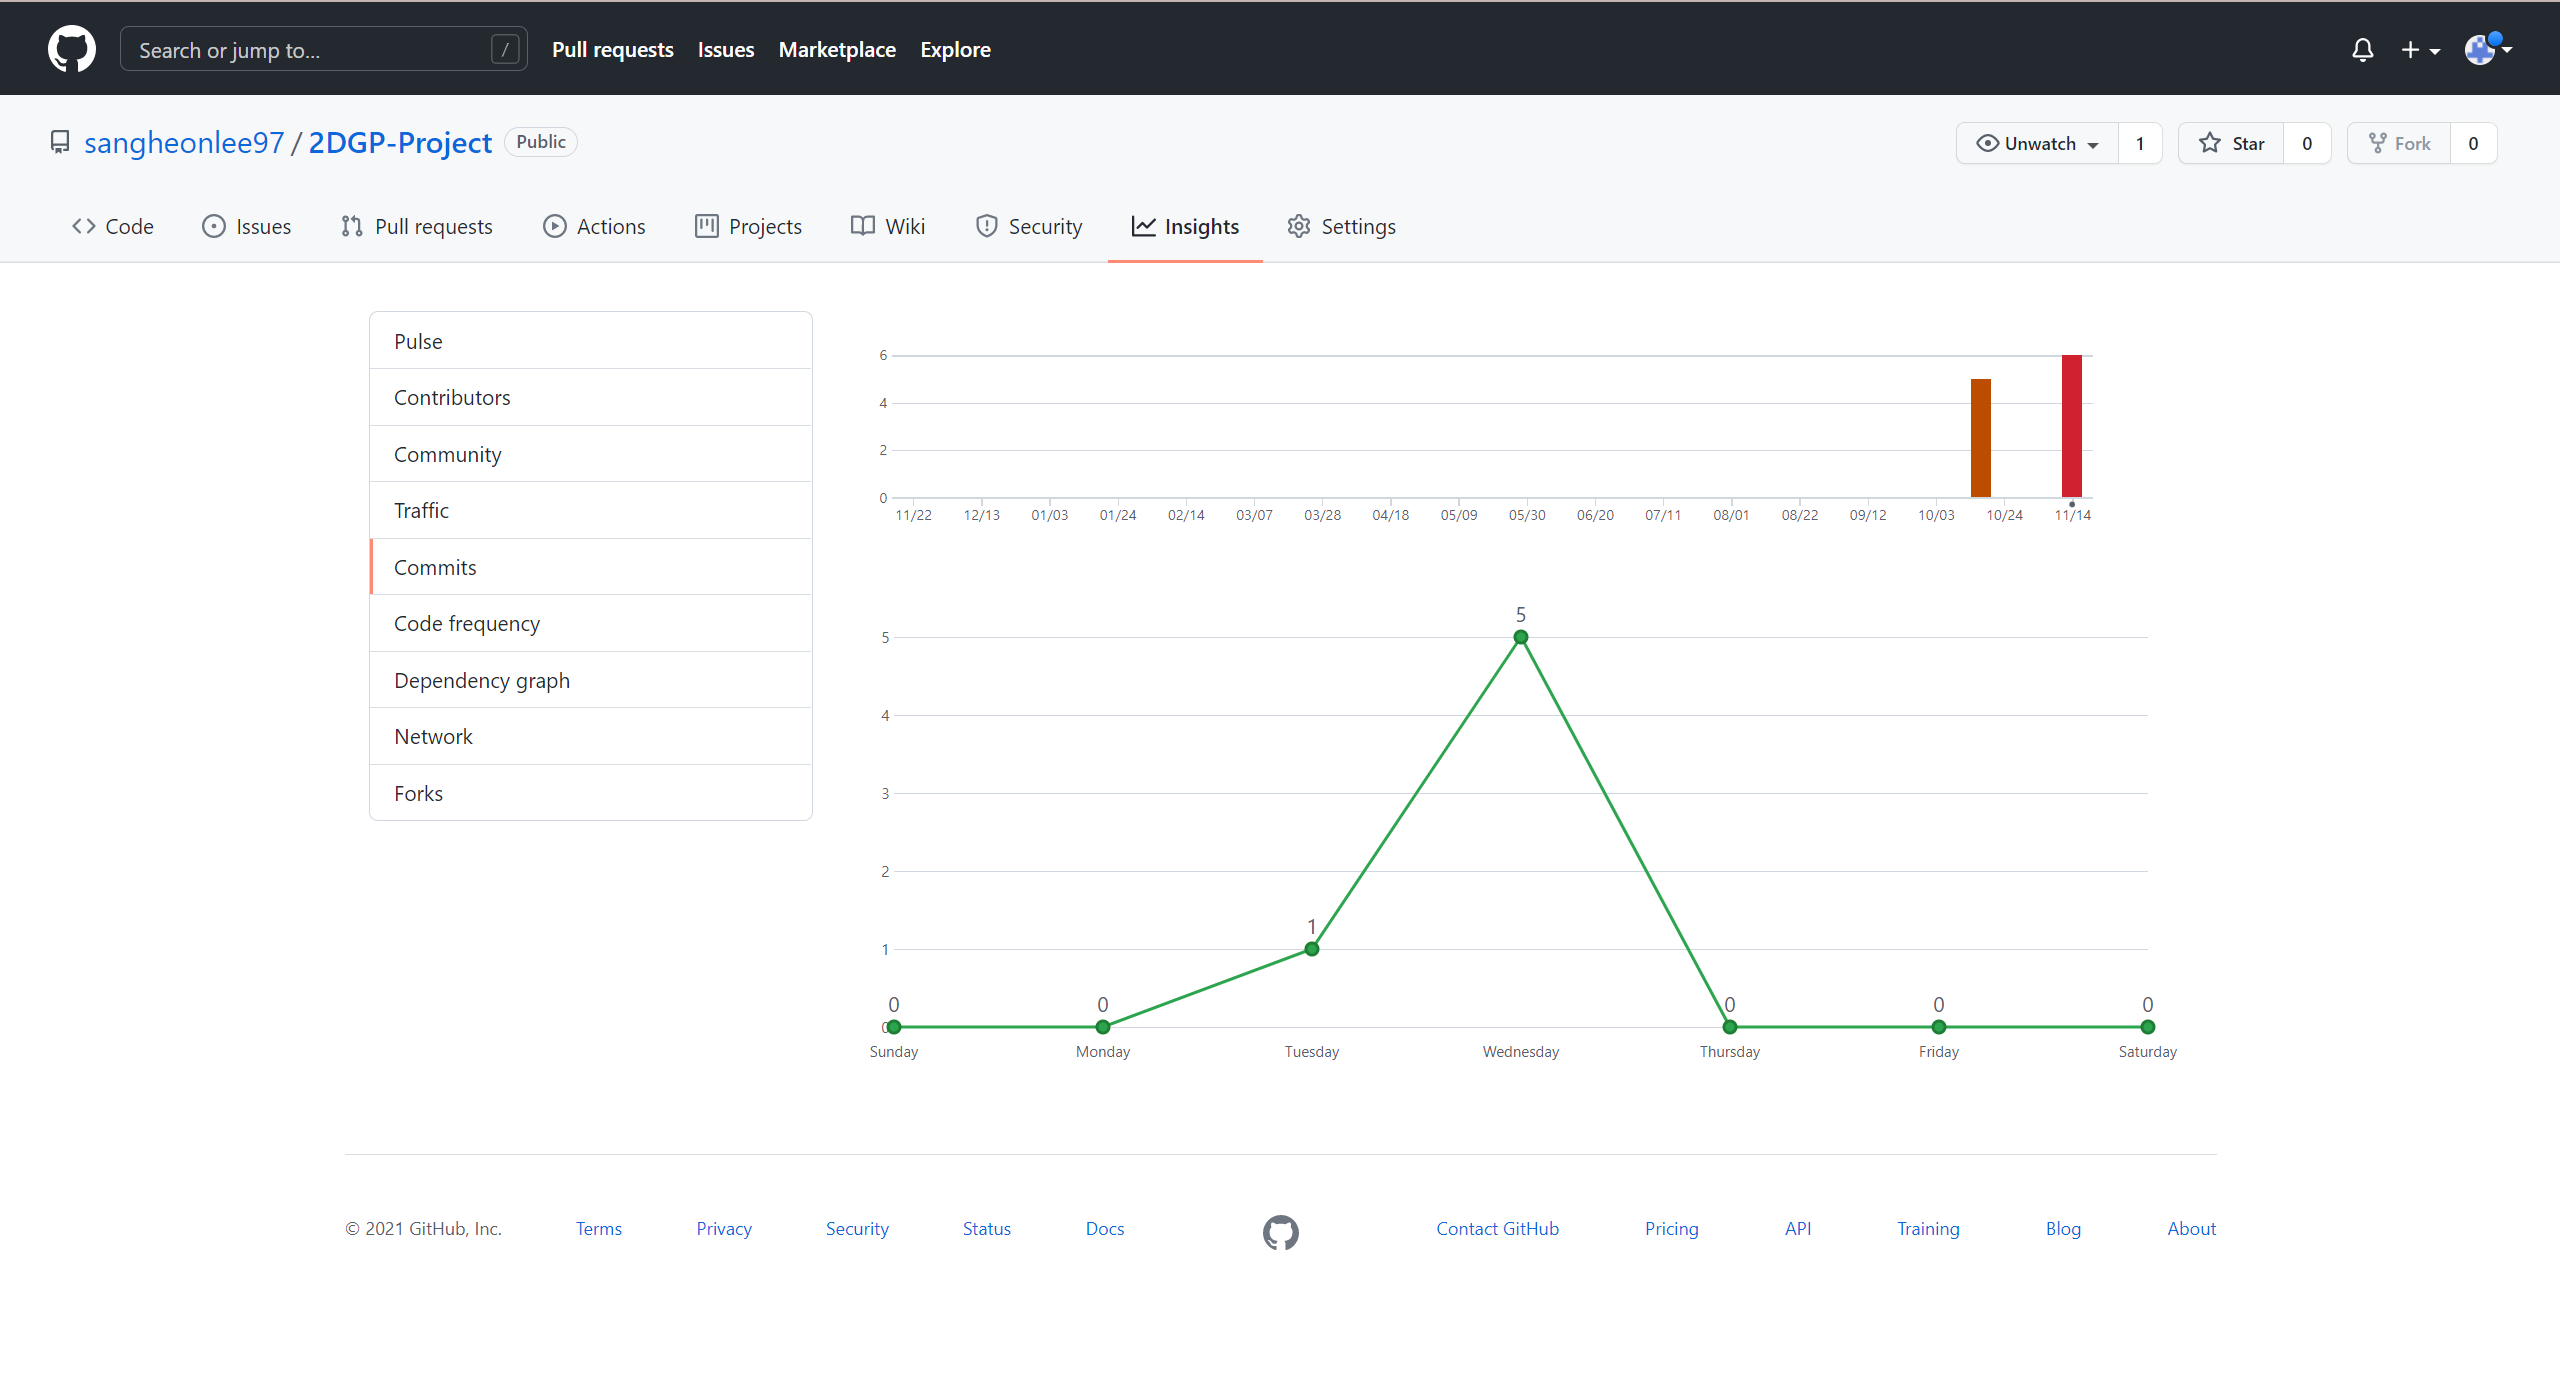 Search or jump to... / Pull requests Issues Marketplace Explore
sangheonlee97 / 2DGP-Project Public Unwatch 1 Star 0 Fork 0
Code Issues Pull requests Actions Projects Wiki Security Insights Settings
Pulse
Contributors
Community
Traffic
Commits
Code frequency
Dependency graph
Network
Forks
6
4
2
0
11/22 12/13 01/03 01/24 02/14 03/07 03/28 04/18 05/09 05/30 06/20 07/11 08/01 08/22 09/12 10/03 10/24 11/14
5
5
4
3
2
1
1
0 0 0 0 0
0
Sunday Monday Tuesday Wednesday Thursday Friday Saturday
© 2021 GitHub, Inc. Terms Privacy Security Status Docs Contact GitHub Pricing API Training Blog About